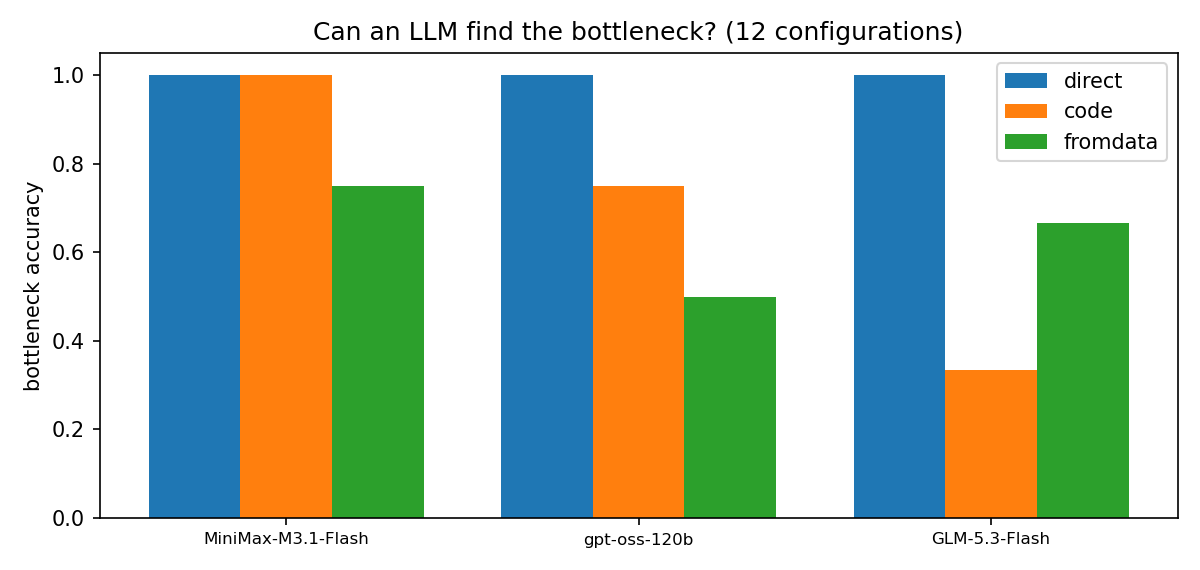 Can an LLM find the bottleneck? (12 configurations)
direct
code
fromdata
bottleneck accuracy
1.0
0.8
0.6
0.4
0.2
0.0
MiniMax-M3.1-Flash
gpt-oss-120b
GLM-5.3-Flash